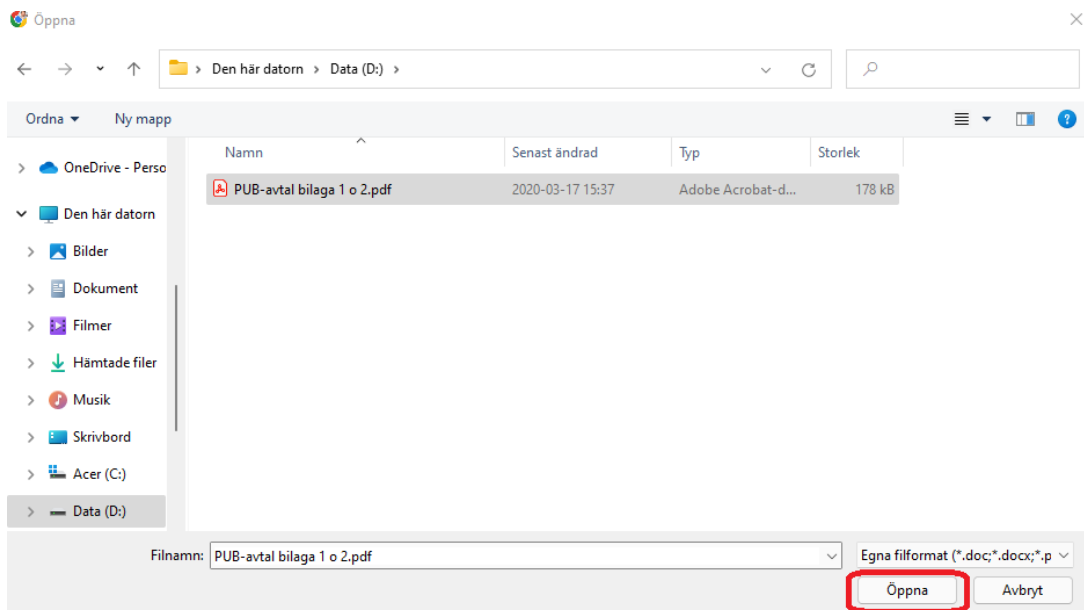 Öppna
Den här datorn > Data (D:) >
Ordna Ny mapp
Namn Senast ändrad Typ Storlek
OneDrive - Perso
PUB-avtal bilaga 1 o 2.pdf 2020-03-17 15:37 Adobe Acrobat-d... 178 kB
Den här datorn
Bilder
Dokument
Filmer
Hämtade filer
Musik
Skrivbord
Acer (C:)
Data (D:)
Filnamn: PUB-avtal bilaga 1 o 2.pdf Egna filformat (*.doc;*.docx;*.p
Öppna Avbryt